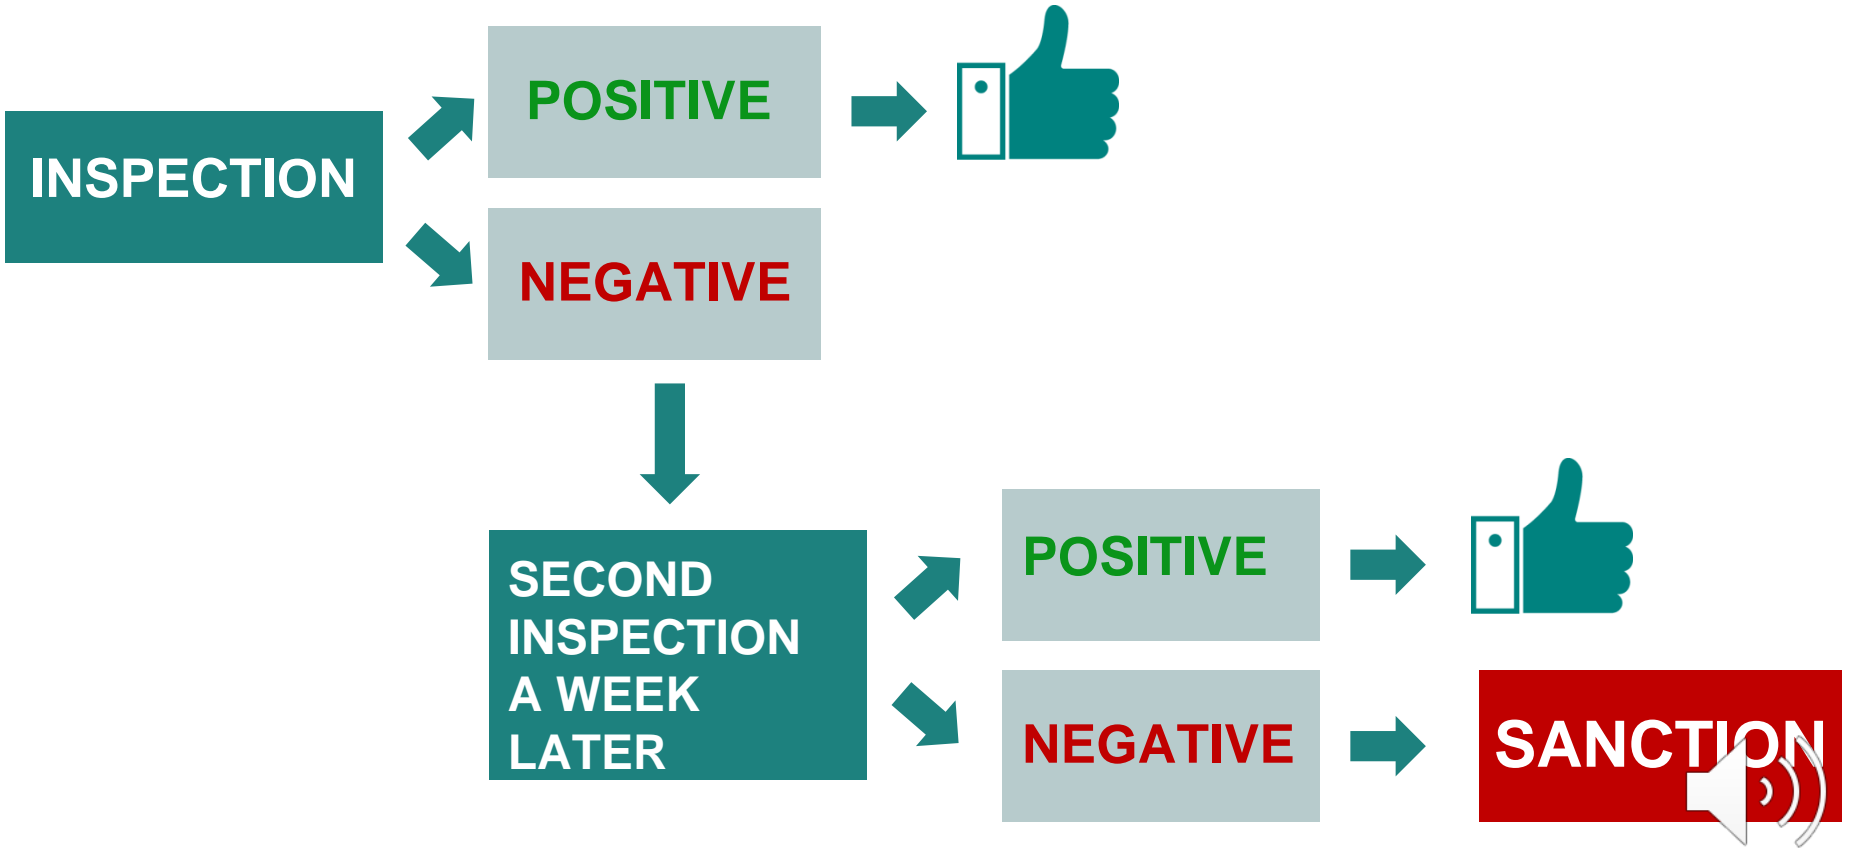 INSPECTION
POSITIVE
NEGATIVE
SECOND
INSPECTION
A WEEK
LATER
POSITIVE
NEGATIVE
SANCTION